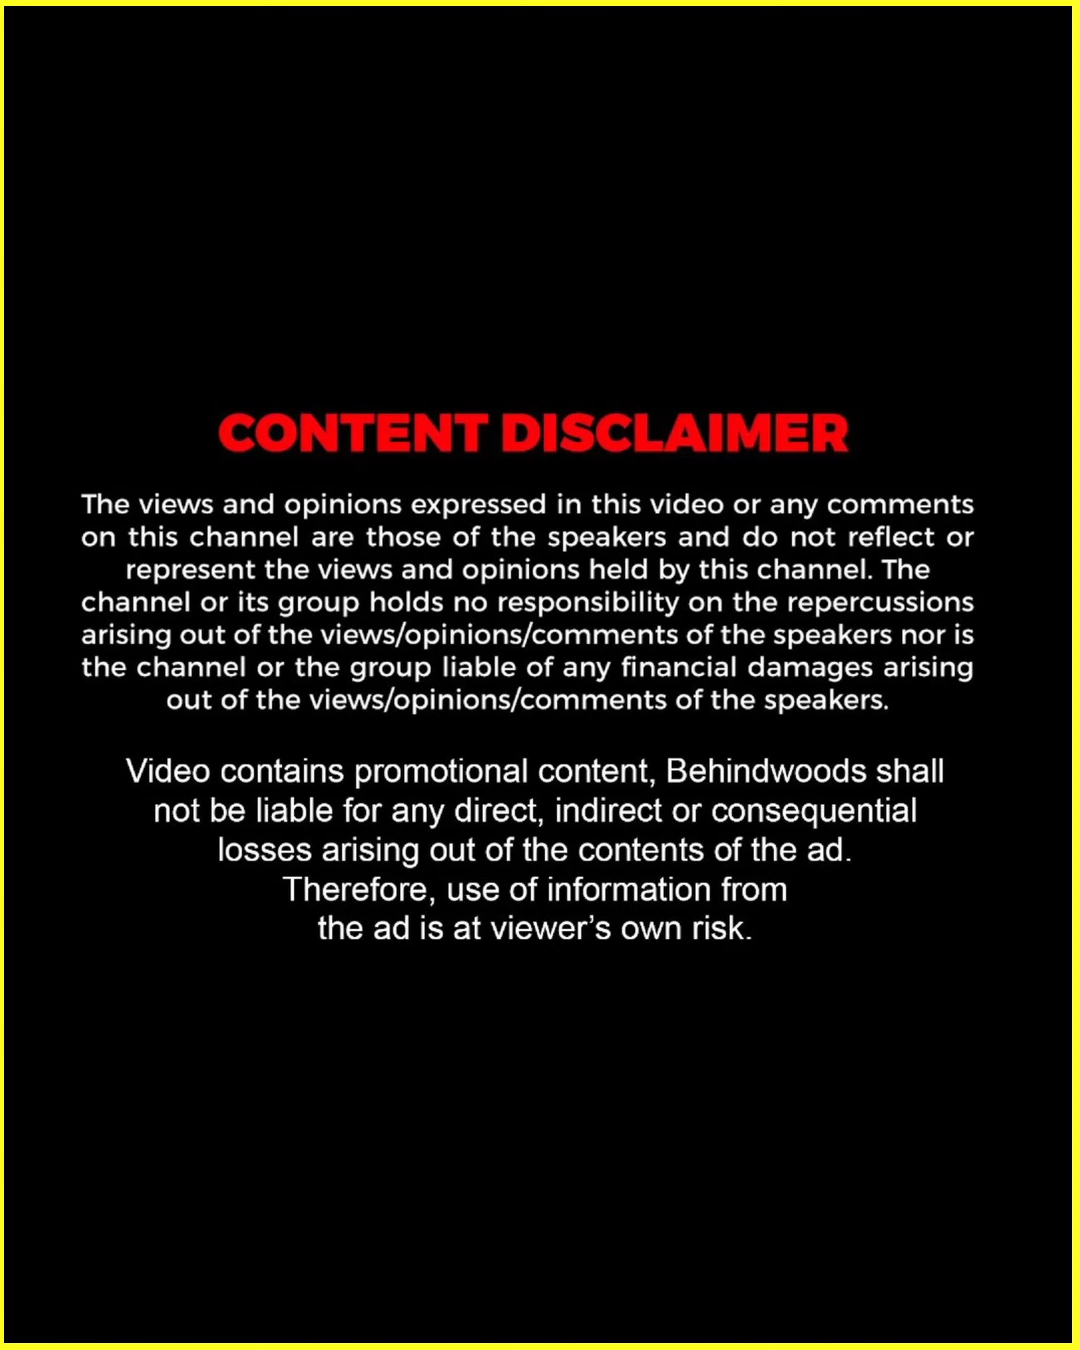 CONTENT DISCLAIMER
The views and opinions expressed in this video or any comments
on this channel are those of the speakers and do not reflect or
represent the views and opinions held by this channel. The
channel or its group holds no responsibility on the repercussions
arising out of the views/opinions/comments of the speakers nor is
the channel or the group liable of any financial damages arising
out of the views/opinions/comments of the speakers.
Video contains promotional content, Behindwoods shall
not be liable for any direct, indirect or consequential
losses arising out of the contents of the ad.
Therefore, use of information from
the ad is at viewer’s own risk.